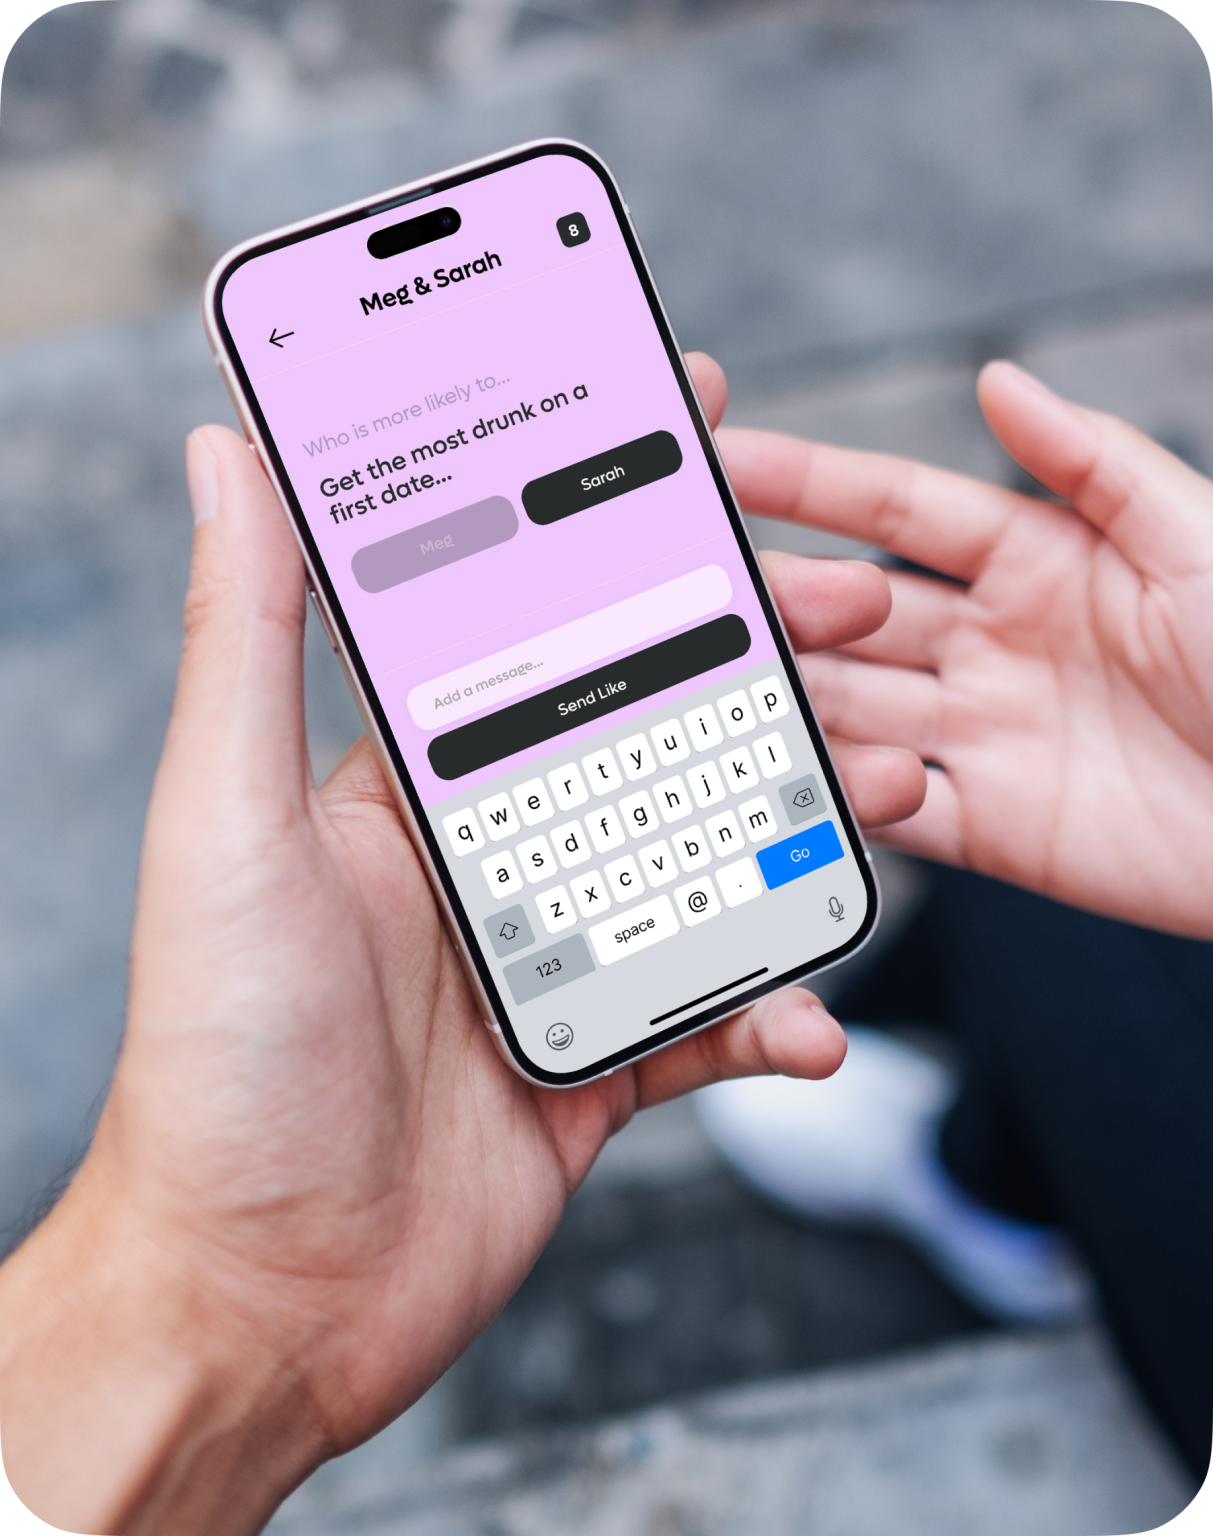 8
Meg & Sarah
Who is more likely to...
Get the most drunk on a
first date...
Meg
Sarah
Add a message...
Send Like
q w e r t y u i o p
a s d f g h j k l
z x c v b n m
123 space @ . Go